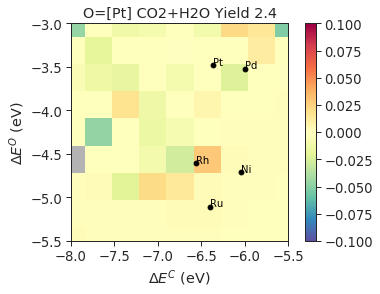 O=[Pt] CO2+H2O Yield 2.4
−3.0
−3.5
−4.0
−4.5
−5.0
−5.5
ΔE^O (eV)
Pt
Pd
Rh
Ni
Ru
−8.0 −7.5 −7.0 −6.5 −6.0 −5.5
ΔE^C (eV)
0.100
0.075
0.050
0.025
0.000
−0.025
−0.050
−0.075
−0.100